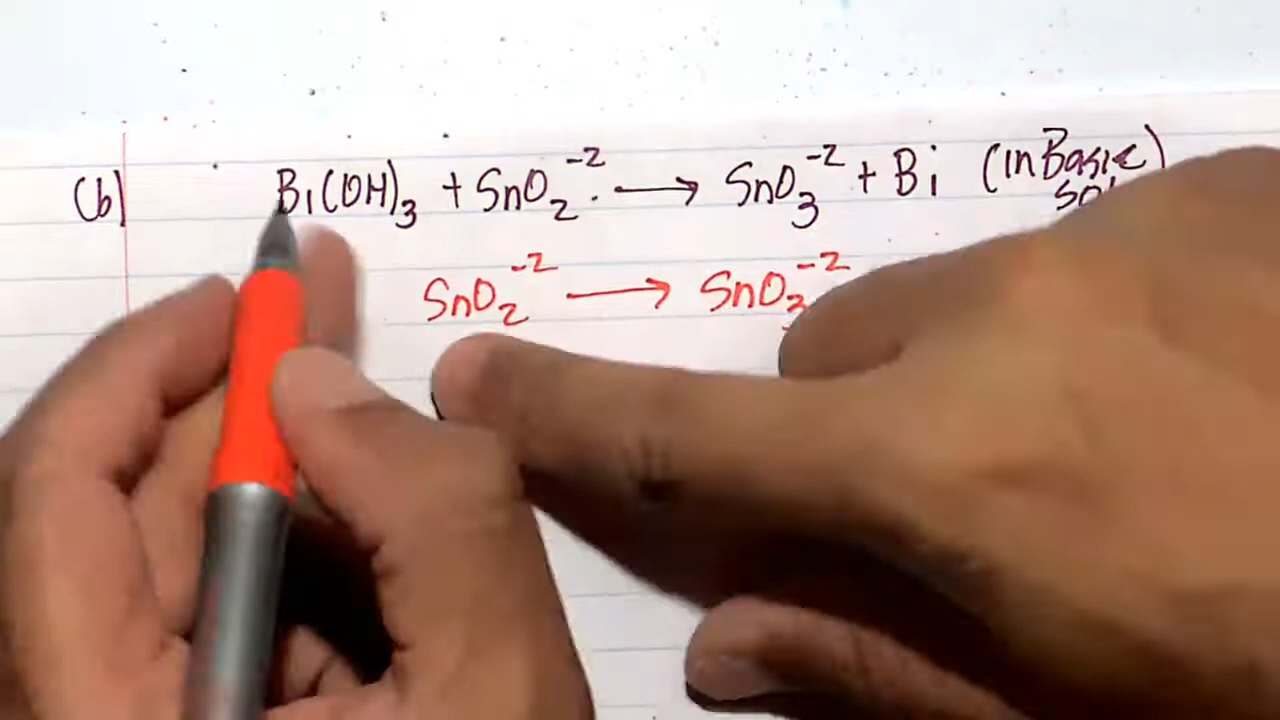 (b) Bi(OH)₃ + SnO₂⁻² ⟶ SnO₃⁻² + Bi (in Basic
SnO₂⁻² ⟶ SnO₃⁻²